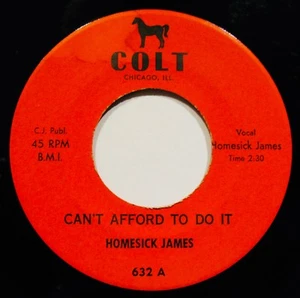 COLT
CHICAGO, ILL.
C.J. Publ.
45 RPM
B.M.I.
Vocal
Homesick James
Time 2:30
CAN'T AFFORD TO DO IT
HOMESICK JAMES
632 A